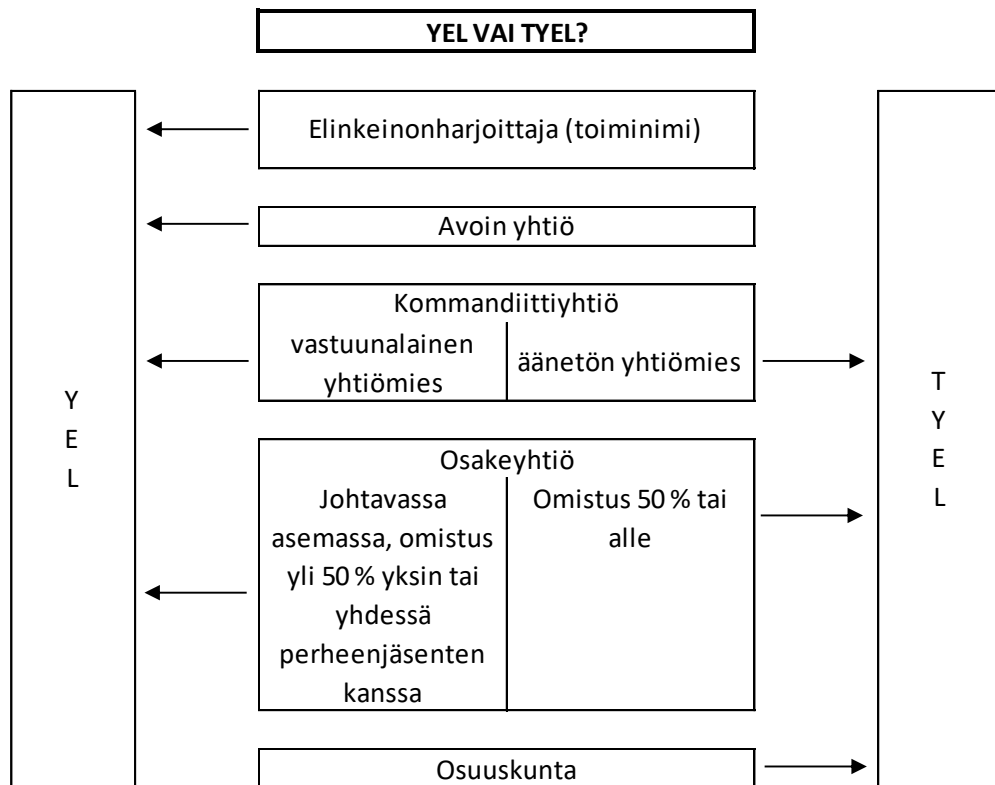 YEL VAI TYEL?
Elinkeinonharjoittaja (toiminimi)
Avoin yhtiö
Kommandiittiyhtiö
vastuunalainen
yhtiömies
äänetön yhtiömies
Osakeyhtiö
Johtavassa
asemassa, omistus
yli 50 % yksin tai
yhdessä
perheenjäsenten
kanssa
Omistus 50 % tai
alle
Osuuskunta
Y
E
L
T
Y
E
L